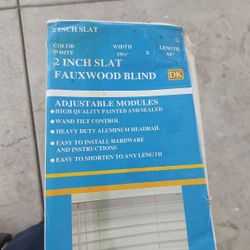 2 INCH SLAT
COLOR WIDTH LENGTH
WHITE X 64"
2 INCH SLAT
FAUXWOOD BLIND
DK
ADJUSTABLE MODULES
● HIGH QUALITY PAINTED AND SEALED
● WAND TILT CONTROL
● HEAVY DUTY ALUMINUM HEADRAIL
● EASY TO INSTALL HARDWARE
AND INSTRUCTIONS
● EASY TO SHORTEN TO ANY LENGTH